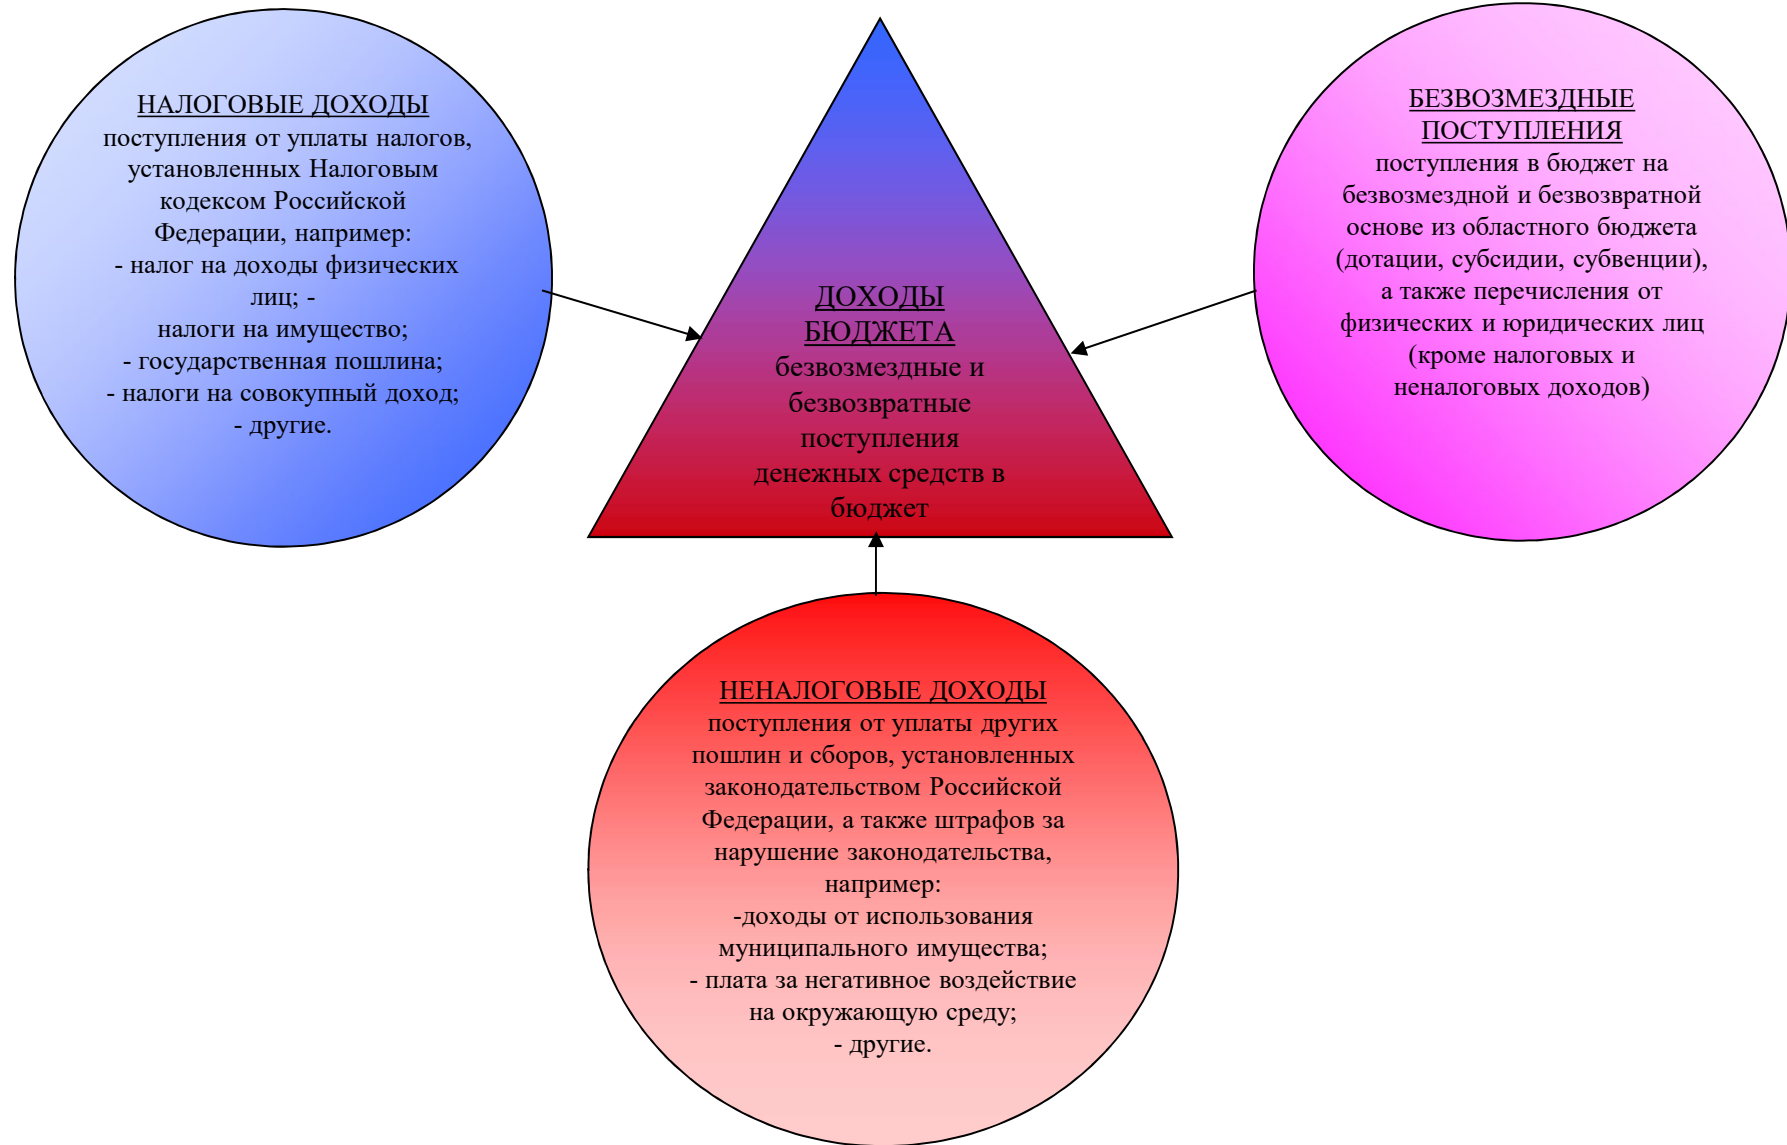 НАЛОГОВЫЕ ДОХОДЫ
поступления от уплаты налогов,
установленных Налоговым
кодексом Российской
Федерации, например:
- налог на доходы физических
лиц; -
налоги на имущество;
- государственная пошлина;
- налоги на совокупный доход;
- другие.
ДОХОДЫ
БЮДЖЕТА
безвозмездные и
безвозвратные
поступления
денежных средств в
бюджет
БЕЗВОЗМЕЗДНЫЕ
ПОСТУПЛЕНИЯ
поступления в бюджет на
безвозмездной и безвозвратной
основе из областного бюджета
(дотации, субсидии, субвенции),
а также перечисления от
физических и юридических лиц
(кроме налоговых и
неналоговых доходов)
НЕНАЛОГОВЫЕ ДОХОДЫ
поступления от уплаты других
пошлин и сборов, установленных
законодательством Российской
Федерации, а также штрафов за
нарушение законодательства,
например:
-доходы от использования
муниципального имущества;
- плата за негативное воздействие
на окружающую среду;
- другие.